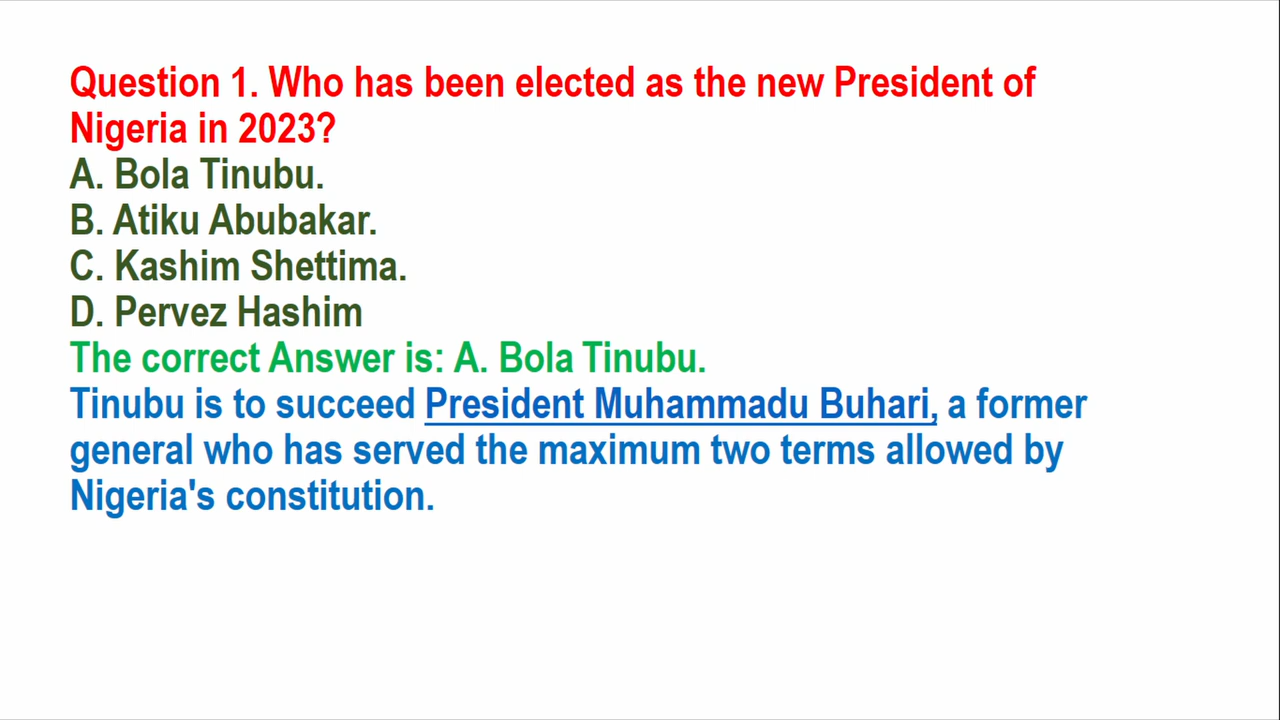 Question 1. Who has been elected as the new President of
Nigeria in 2023?
A. Bola Tinubu.
B. Atiku Abubakar.
C. Kashim Shettima.
D. Pervez Hashim
The correct Answer is: A. Bola Tinubu.
Tinubu is to succeed President Muhammadu Buhari, a former
general who has served the maximum two terms allowed by
Nigeria's constitution.